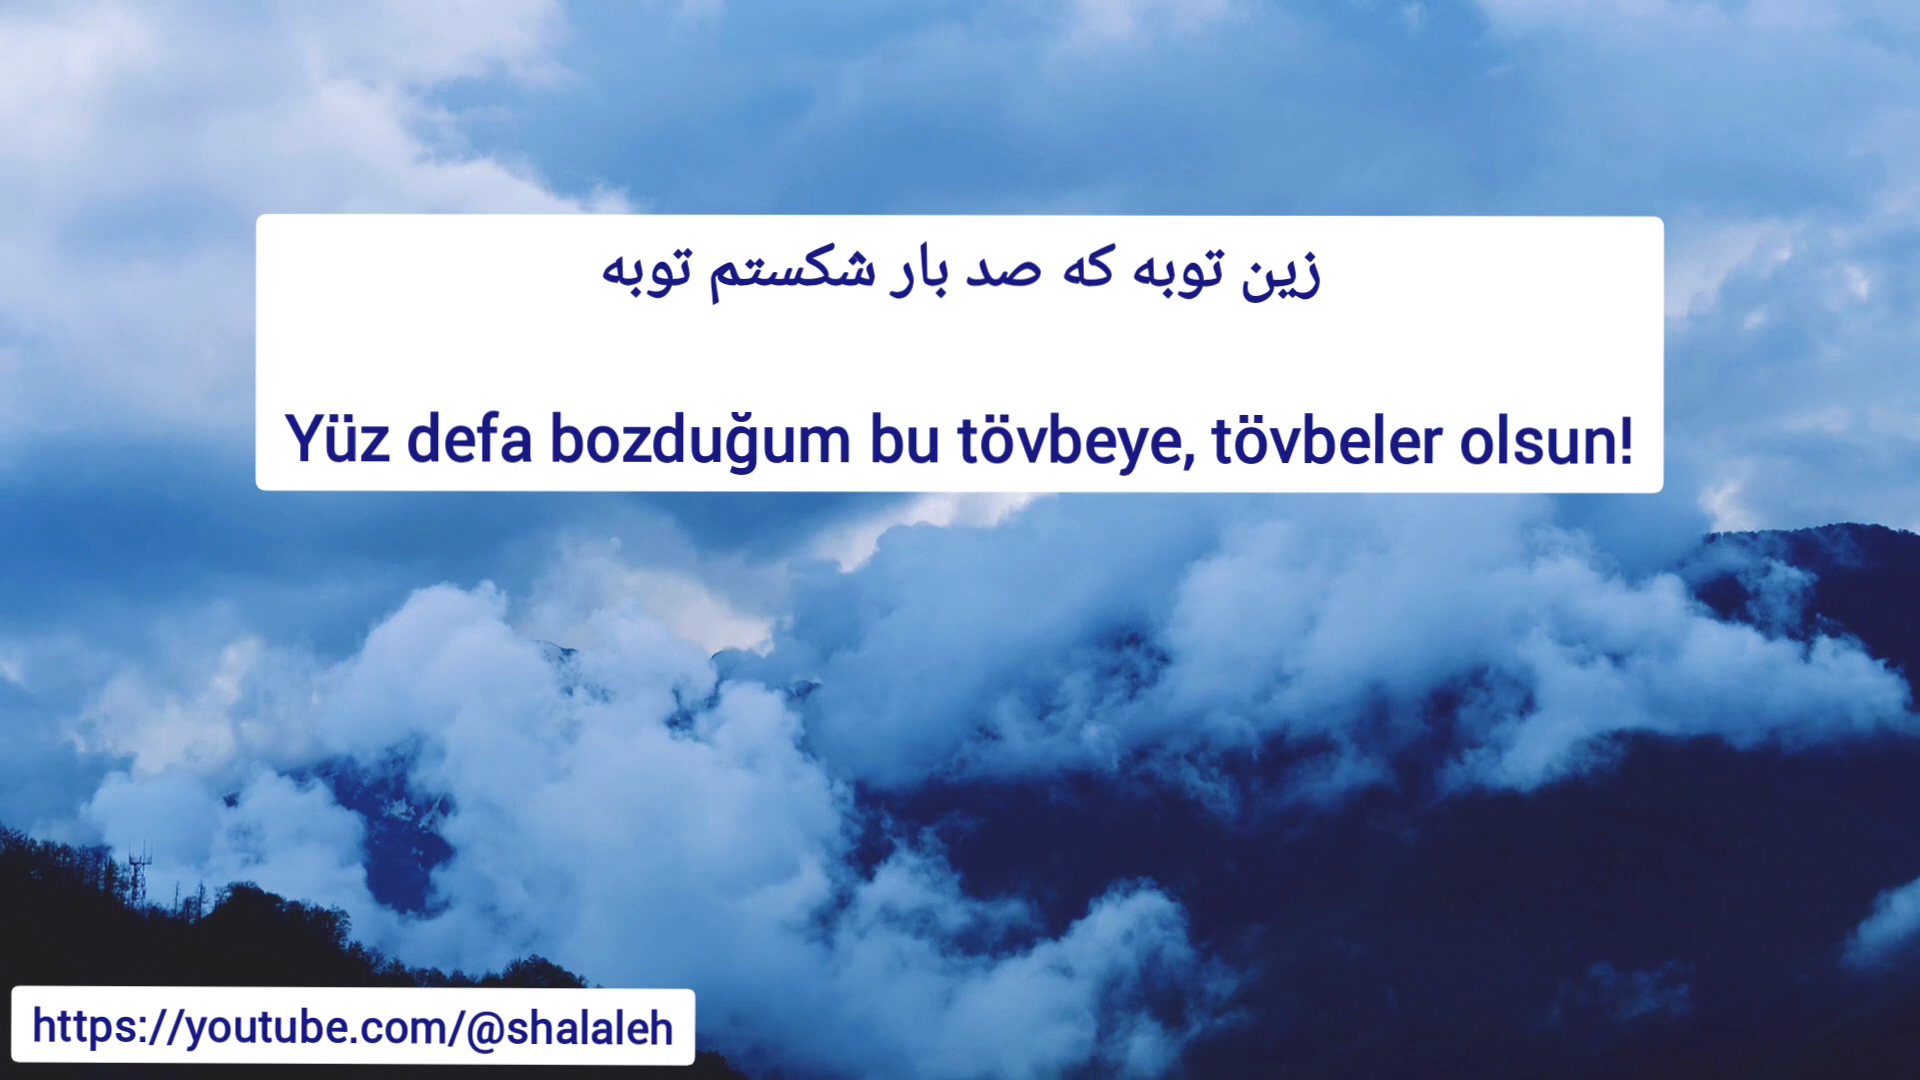 زین توبه که صد بار شکستم توبه
Yüz defa bozduğum bu tövbeye, tövbeler olsun!
https://youtube.com/@shalaleh